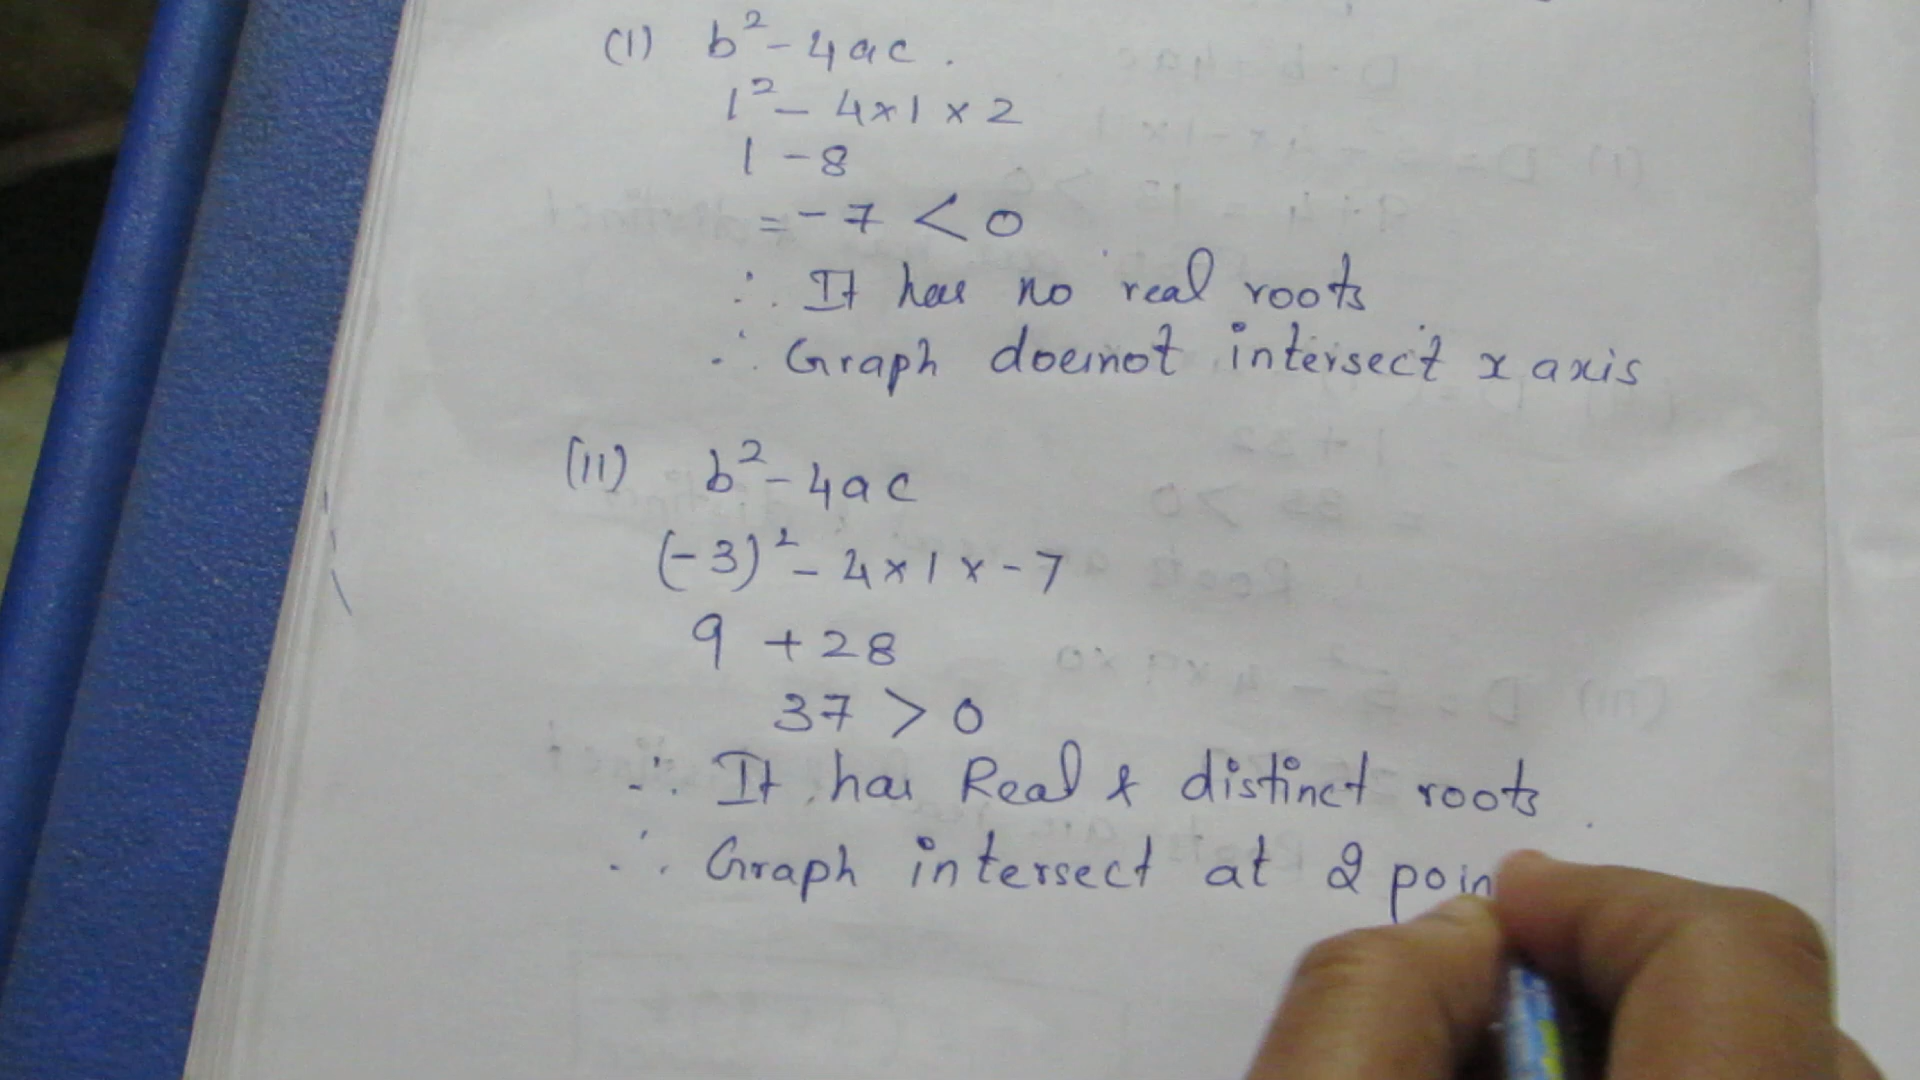 (I) b² - 4ac.
1² - 4×1×2
1 - 8
= -7 < 0
∴ It has no real roots
∴ Graph doesnot intersect x axis
(II) b² - 4ac
(-3)² - 4×1×-7
9 + 28
37 > 0
∴ It has Real & distinct roots.
∴ Graph intersect at 2 poin